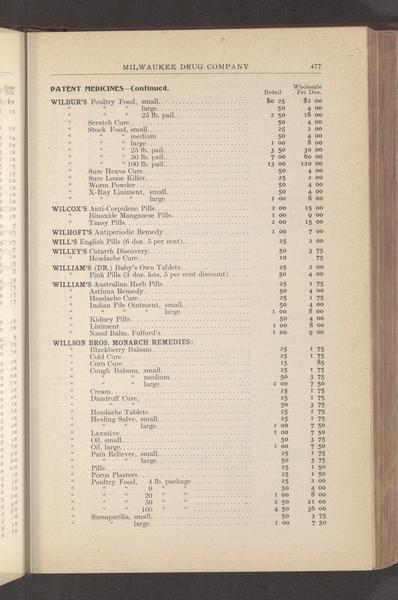 MILWAUKEE DRUG COMPANY 477
PATENT MEDICINES—Continued.
Retail Wholesale Per Doz.
WILBUR'S Poultry Food, small $0 25 $2 00
" " " large 50 4 00
" " " 25 lb. pail 2 50 18 00
" Scratch Cure 50 4 00
" Stock Food, small 25 2 00
" " " medium 50 4 00
" " " large 1 00 8 00
" " " 25 lb. pail 3 50 30 00
" " " 50 lb. pail 7 00 60 00
" " " 100 lb. pail 13 00 120 00
" Sure Heave Cure 50 4 00
" Sure Louse Killer 25 2 00
" Worm Powder 50 4 00
" X-Ray Liniment, small 50 4 00
" " " large 1 00 8 00
WILCOX'S Anti-Corpulene Pills 2 00 15 00
" Binoxide Manganese Pills 1 00 9 00
" Tansy Pills 2 00 15 00
WILHOFT'S Antiperiodic Remedy 1 00 7 00
WILL'S English Pills (6 doz. 5 per cent) 25 2 00
WILLEY'S Catarrh Discovery 50 3 75
" Headache Cure 10 75
WILLIAM'S (DR.) Baby's Own Tablets 25 2 00
" Pink Pills (3 doz. lots, 5 per cent discount) 50 4 00
WILLIAM'S Australian Herb Pills 25 1 75
" Asthma Remedy 50 4 00
" Headache Cure 25 1 75
" Indian Pile Ointment, small 50 4 00
" " " " large 1 00 8 00
" Kidney Pills 50 4 00
" Liniment 1 00 8 00
" Nasal Balm, Fulford's 1 00 9 00
WILLSON BROS. MONARCH REMEDIES:
" Blackberry Balsam 25 1 75
" Cold Cure 25 1 75
" Corn Cure 15 85
" Cough Balsam, small 25 1 75
" " " medium 50 3 75
" " " large 1 00 7 50
" Cream 25 1 75
" Dandruff Cure, 25 1 75
" " " 50 3 75
" Headache Tablets 25 1 75
" Healing Salve, small 25 1 75
" " " large 1 00 7 50
" Laxative 1 00 7 50
" Oil, small 50 3 75
" Oil, large 1 00 7 50
" Pain Reliever, small 25 1 75
" " " large 50 3 75
" Pills 25 1 50
" Porus Plasters 25 1 50
" Poultry Food, 4 lb. package 25 2 00
" " " 9 " " 50 4 00
" " " 20 " " 1 00 8 00
" " " 50 " " 2 50 21 00
" " " 100 " " 4 50 36 00
" Sarsaparilla, small 50 3 75
" large 1 00 7 50